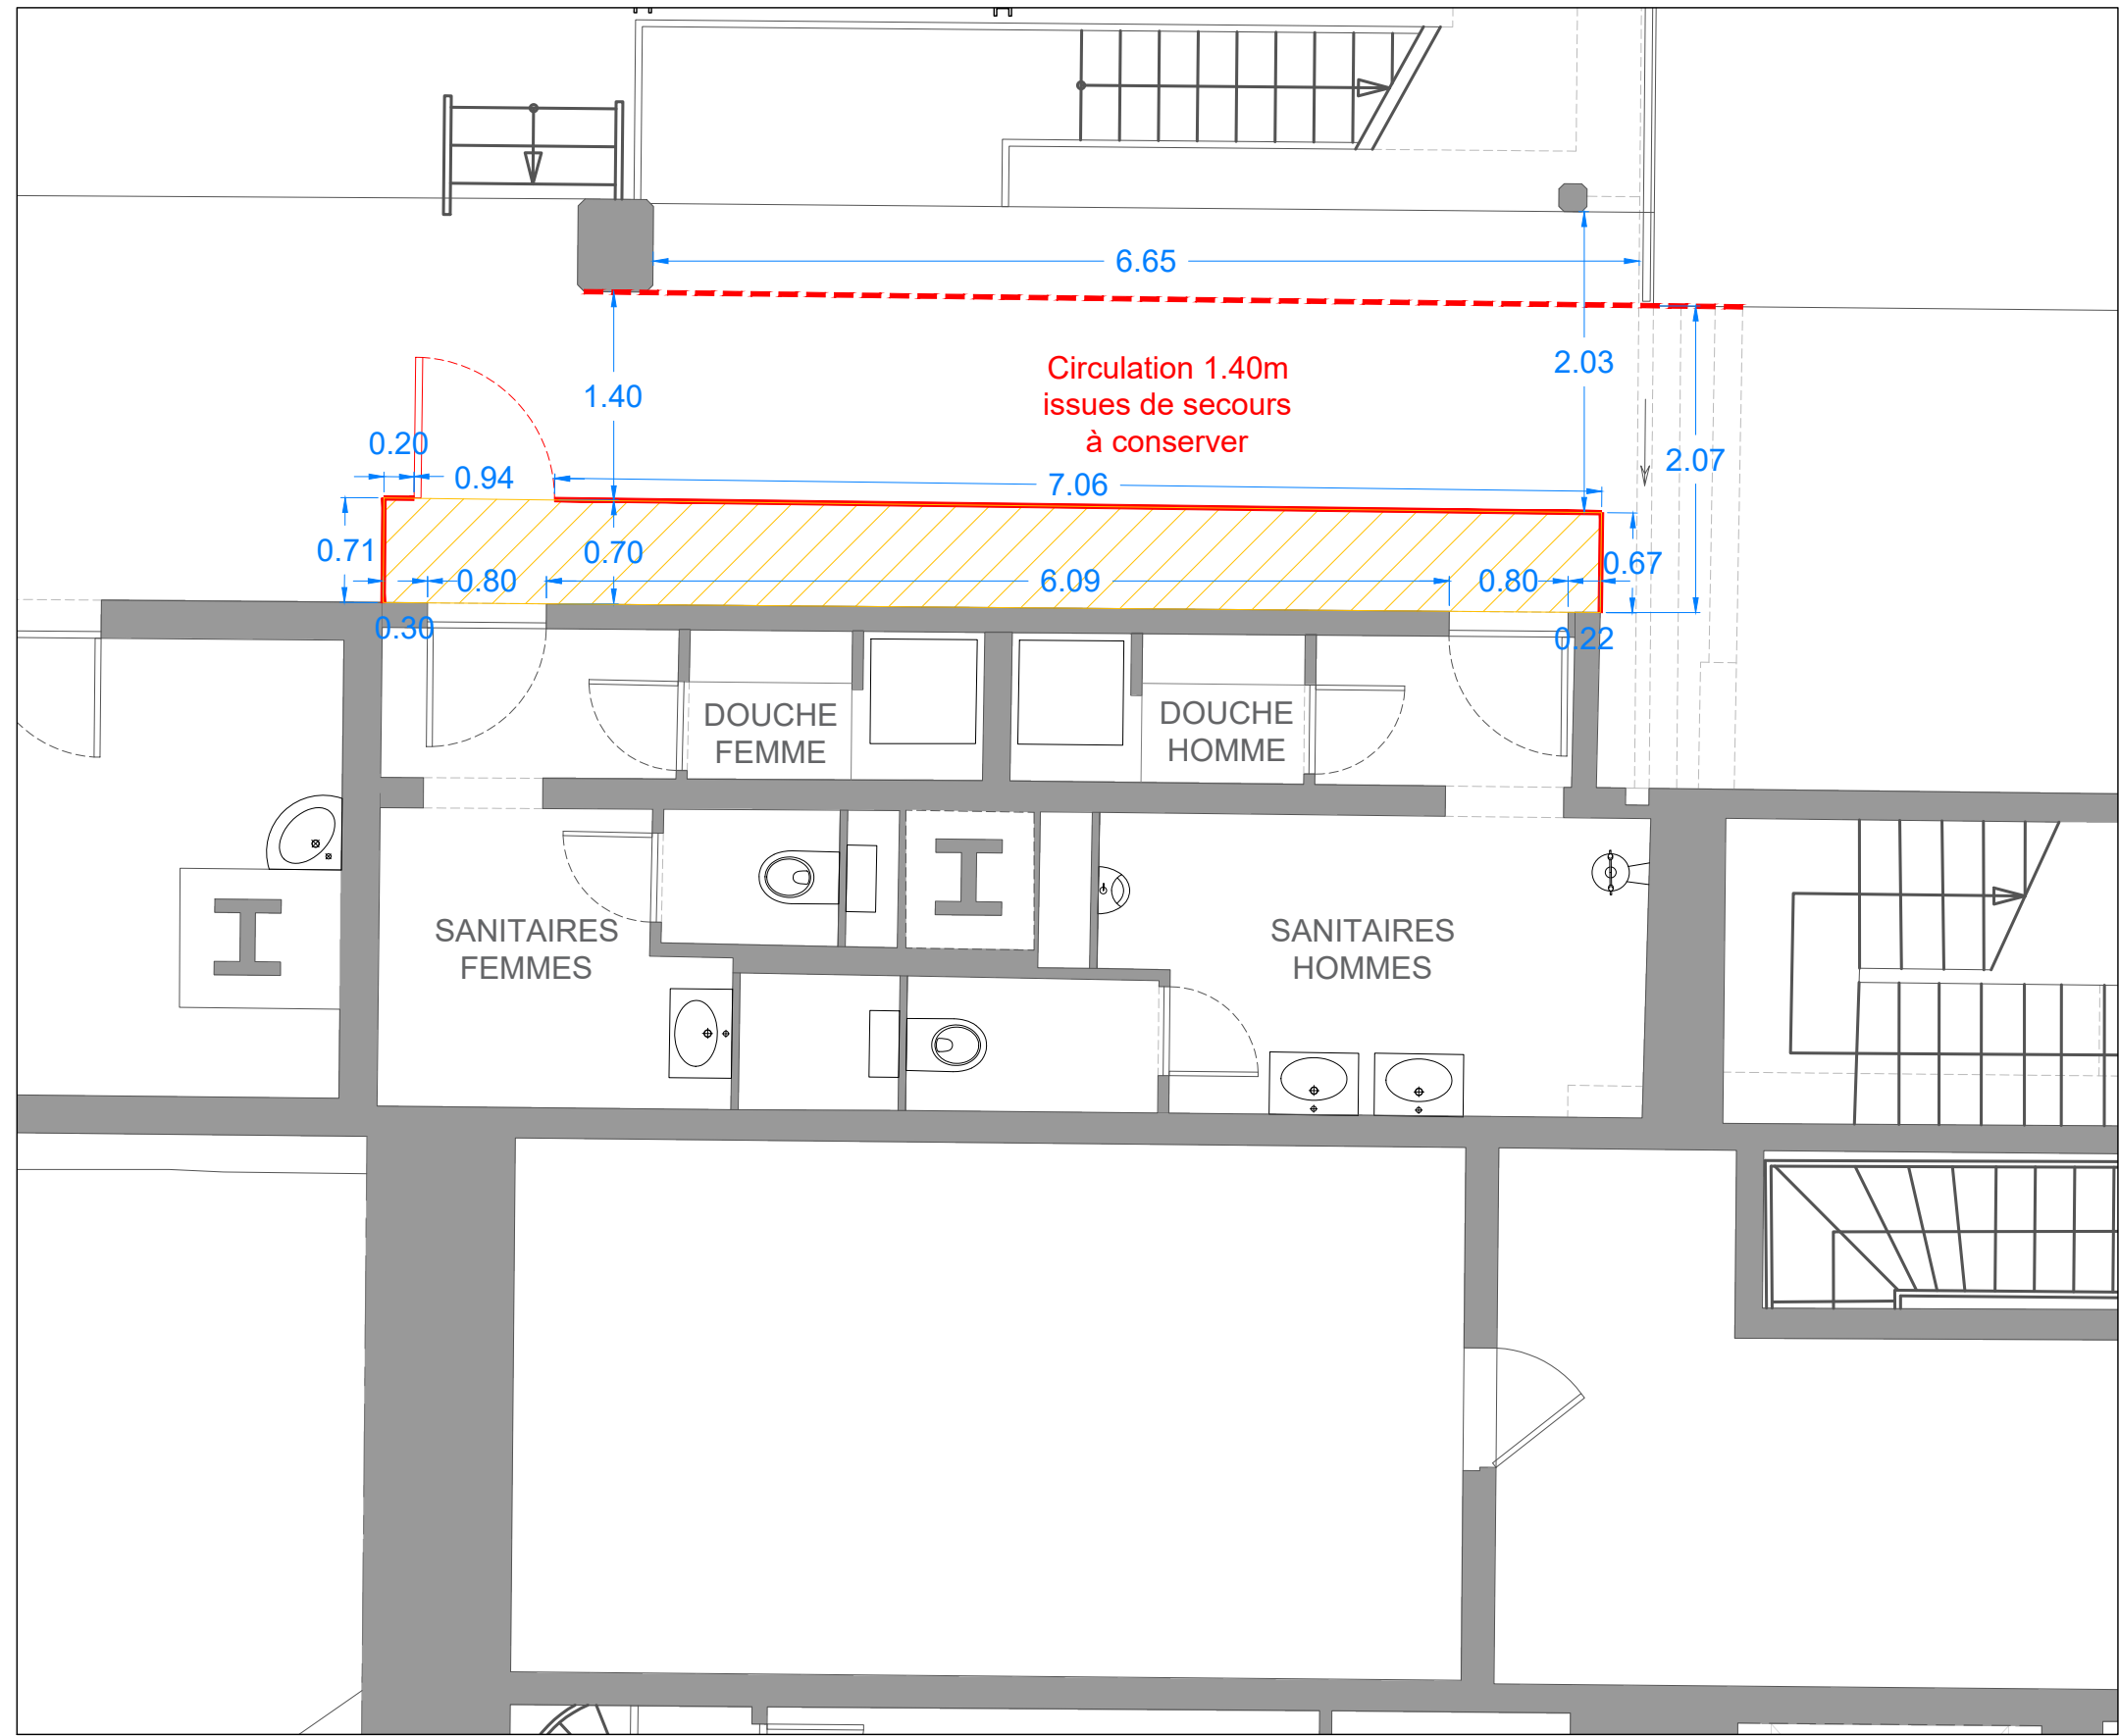 6.65
2.03
Circulation 1.40m
issues de secours
à conserver
1.40
0.20
0.94
7.06
2.07
0.71
0.70
0.67
0.80
6.09
0.80
0.30
0.22
DOUCHE
FEMME
DOUCHE
HOMME
SANITAIRES
FEMMES
SANITAIRES
HOMMES